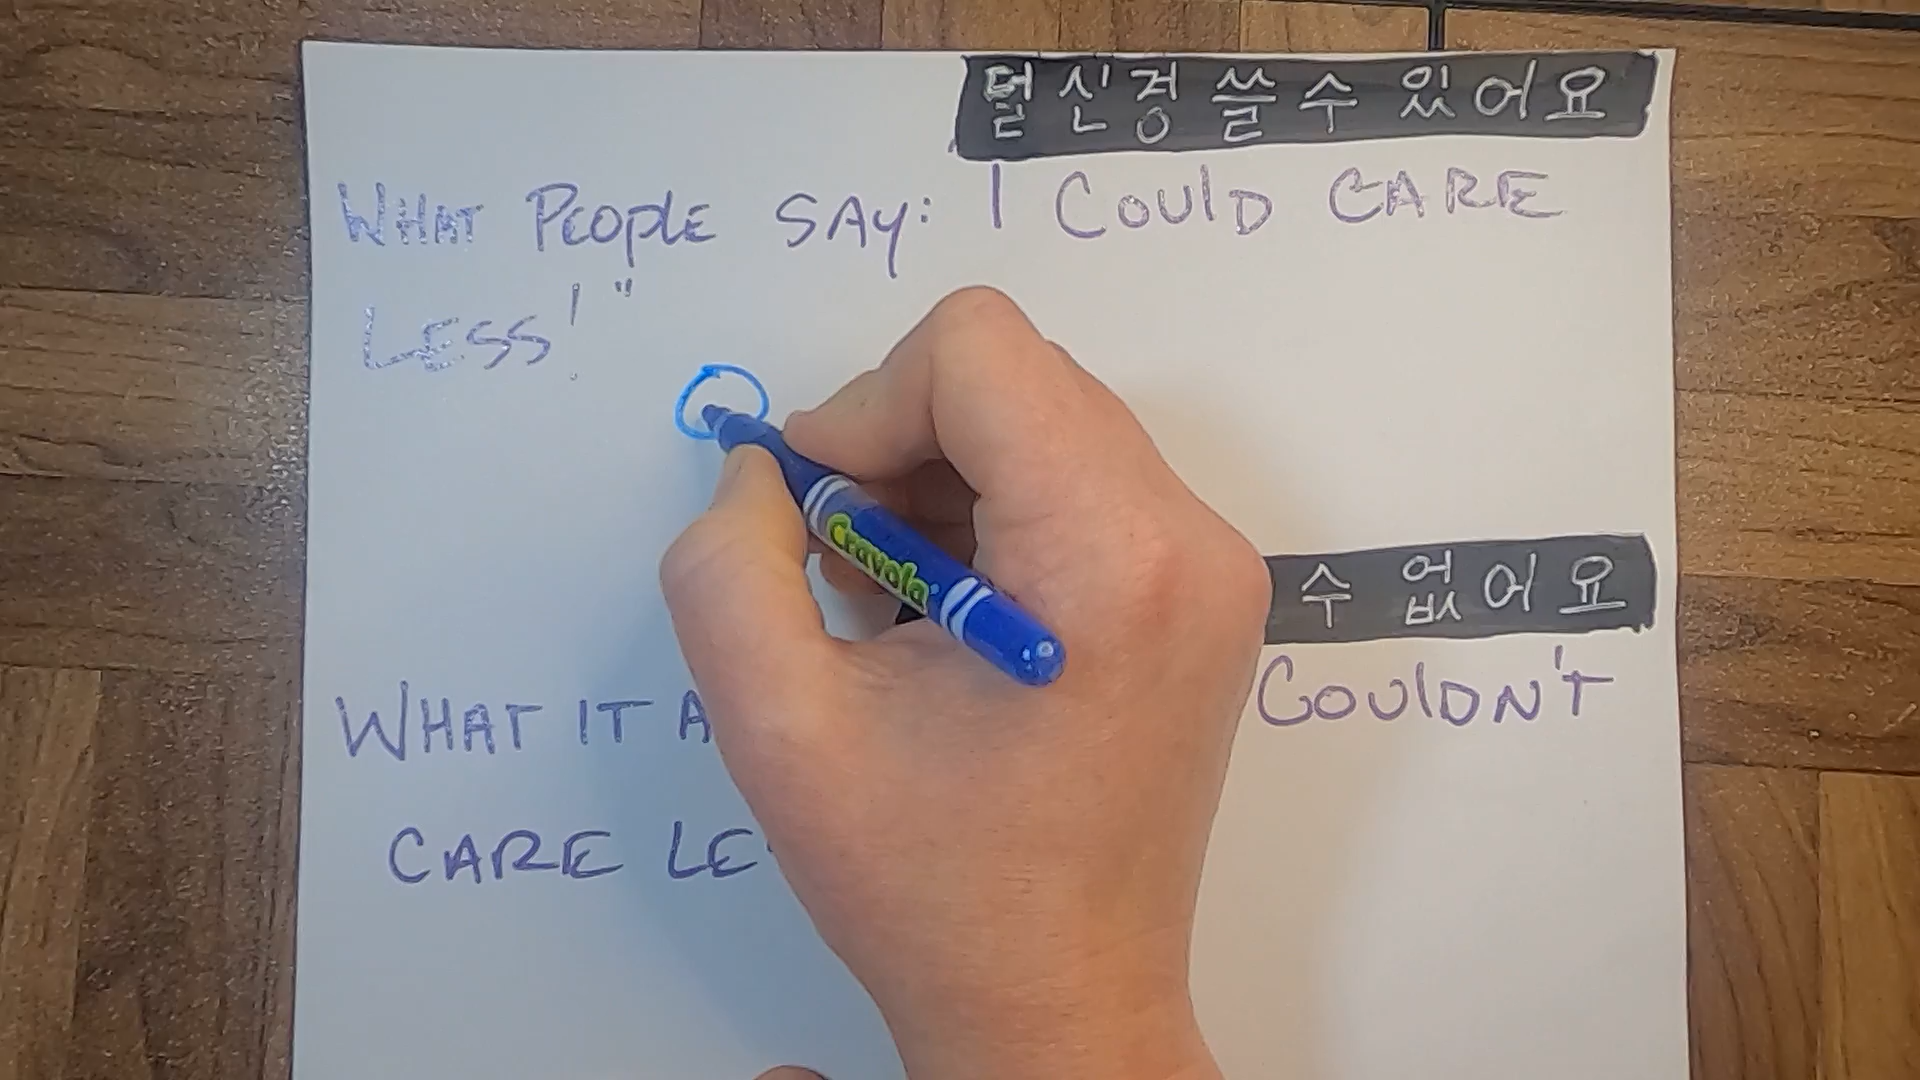 덜 신경 쓸 수 있어요
WHAT PEOPLE SAY: I COULD CARE
LESS!"
Crayola
수 없어요
WHAT IT COULDN'T
CARE